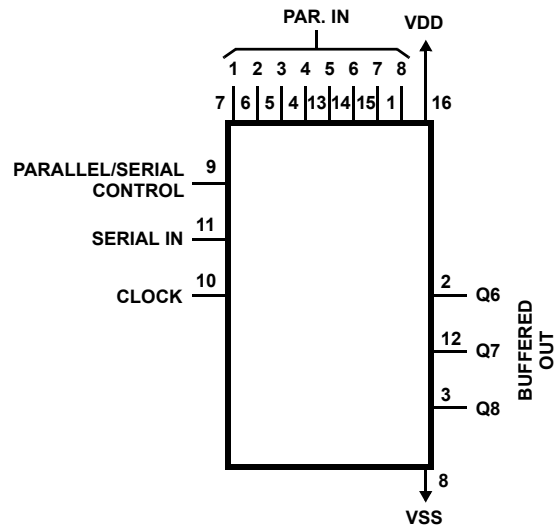 PAR. IN
VDD
1 2 3 4 5 6 7 8
7 6 5 4 13 14 15 1 16
PARALLEL/SERIAL
CONTROL
9
SERIAL IN
11
CLOCK
10
2
Q6
12
Q7
3
Q8
BUFFERED
OUT
8
VSS